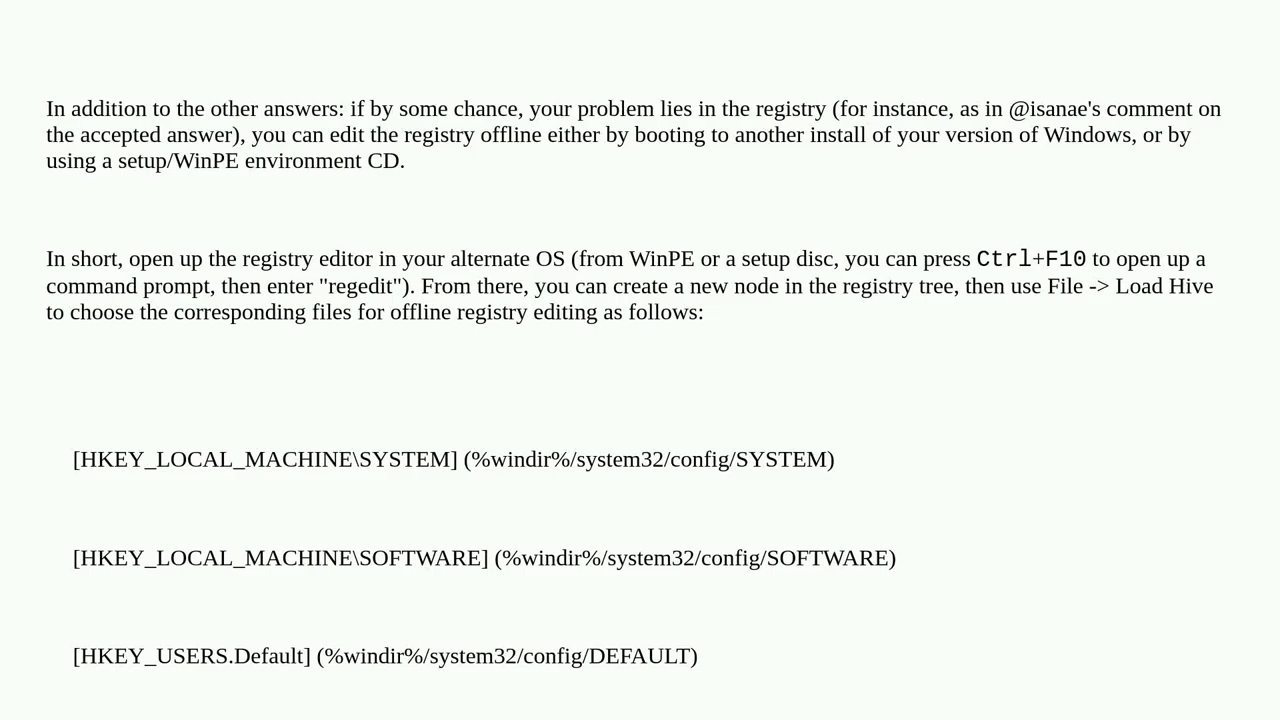 In addition to the other answers: if by some chance, your problem lies in the registry (for instance, as in @isanae's comment on
the accepted answer), you can edit the registry offline either by booting to another install of your version of Windows, or by
using a setup/WinPE environment CD.
In short, open up the registry editor in your alternate OS (from WinPE or a setup disc, you can press Ctrl+F10 to open up a
command prompt, then enter "regedit"). From there, you can create a new node in the registry tree, then use File -> Load Hive
to choose the corresponding files for offline registry editing as follows:
[HKEY_LOCAL_MACHINE\SYSTEM] (%windir%/system32/config/SYSTEM)
[HKEY_LOCAL_MACHINE\SOFTWARE] (%windir%/system32/config/SOFTWARE)
[HKEY_USERS.Default] (%windir%/system32/config/DEFAULT)